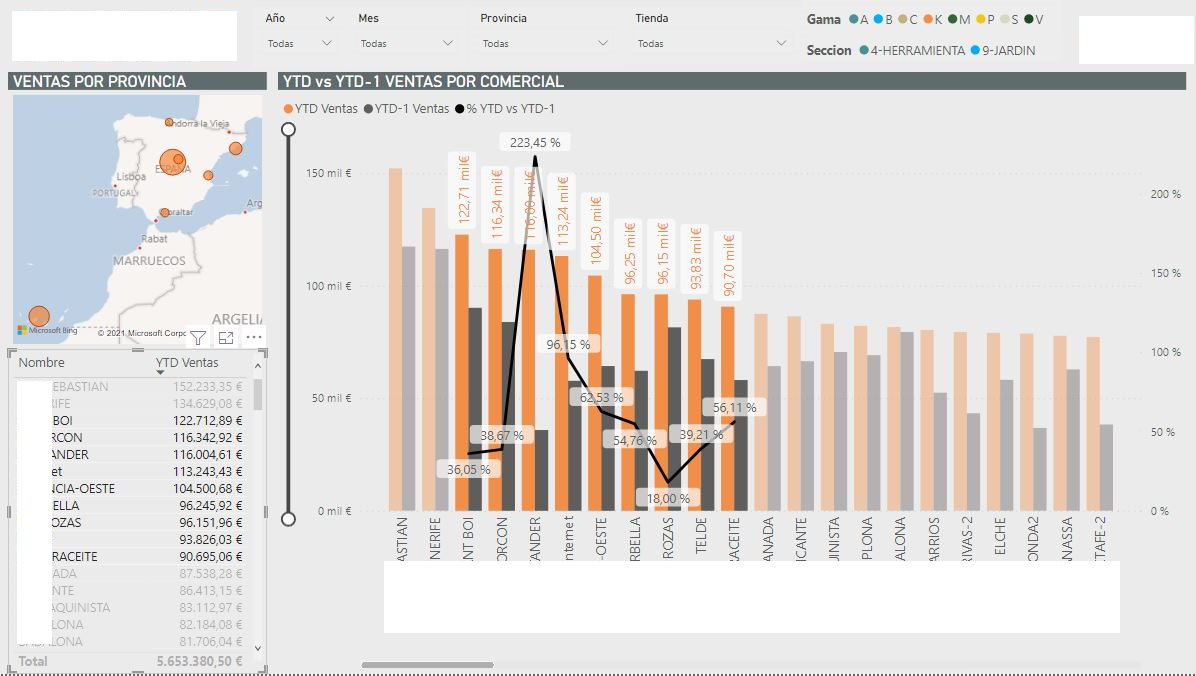 Año Mes Provincia Tienda Gama A B C K M P S V
Todas Todas Todas Todas
Seccion 4-HERRAMIENTA 9-JARDIN
VENTAS POR PROVINCIA
Andorra la Vieja
ESPAÑA
Lisboa
PORTUGAL
Gibraltar
Arg
Rabat
MARRUECOS
ARGELI
Microsoft Bing
© 2021 Microsoft Corpo
Nombre YTD Ventas
EBASTIAN 152.233,35 €
RIFE 134.629,08 €
BOI 122.712,89 €
RCON 116.342,92 €
ANDER 116.004,61 €
et 113.243,43 €
NCIA-OESTE 104.500,68 €
ELLA 96.245,92 €
OZAS 96.151,96 €
93.826,03 €
RACEITE 90.695,06 €
ADA 87.538,28 €
NTE 86.413,15 €
AQUINISTA 83.112,97 €
LONA 82.184,08 €
ALONA 81.706,04 €
Total 5.653.380,50 €
YTD vs YTD-1 VENTAS POR COMERCIAL
YTD Ventas YTD-1 Ventas % YTD vs YTD-1
150 mil €
100 mil €
50 mil €
0 mil €
122,71 mil€
116,34 mil€
116,00 mil€
113,24 mil€
104,50 mil€
96,25 mil€
96,15 mil€
93,83 mil€
90,70 mil€
36,05 %
38,67 %
223,45 %
96,15 %
62,53 %
54,76 %
18,00 %
39,21 %
56,11 %
200 %
150 %
100 %
50 %
0 %
ASTIAN
NERIFE
ANT BOI
ORCON
ANDER
Internet
-OESTE
RBELLA
ROZAS
TELDE
RACEITE
ANADA
ICANTE
UINISTA
PLONA
ALONA
ARRIOS
RIVAS-2
ELCHE
ONDA2
NASSA
TAFE-2